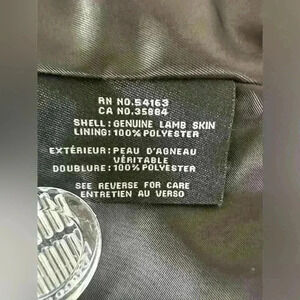 RN NO.54163
CA NO.35884
SHELL:GENUINE LAMB SKIN
LINING:100% POLYESTER
EXTÉRIEUR:PEAU D'AGNEAU
VÉRITABLE
DOUBLURE:100% POLYESTER
SEE REVERSE FOR CARE
ENTRETIEN AU VERSO